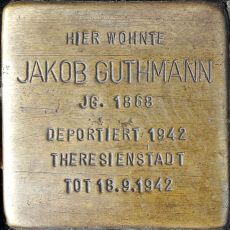 HIER WOHNTE
JAKOB GUTHMANN
JG. 1868
DEPORTIERT 1942
THERESIENSTADT
TOT 18.9.1942